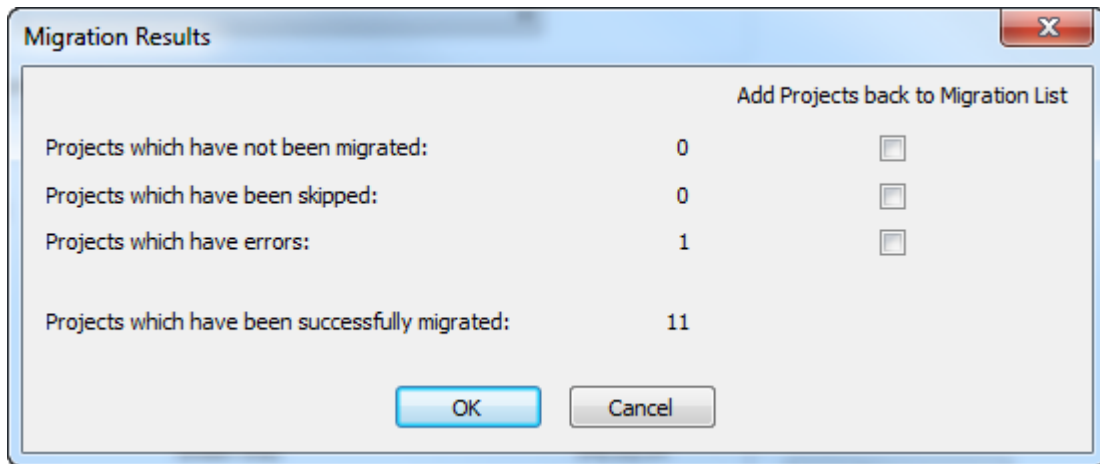 Migration Results
Add Projects back to Migration List
Projects which have not been migrated: 0
Projects which have been skipped: 0
Projects which have errors: 1
Projects which have been successfully migrated: 11
OK Cancel